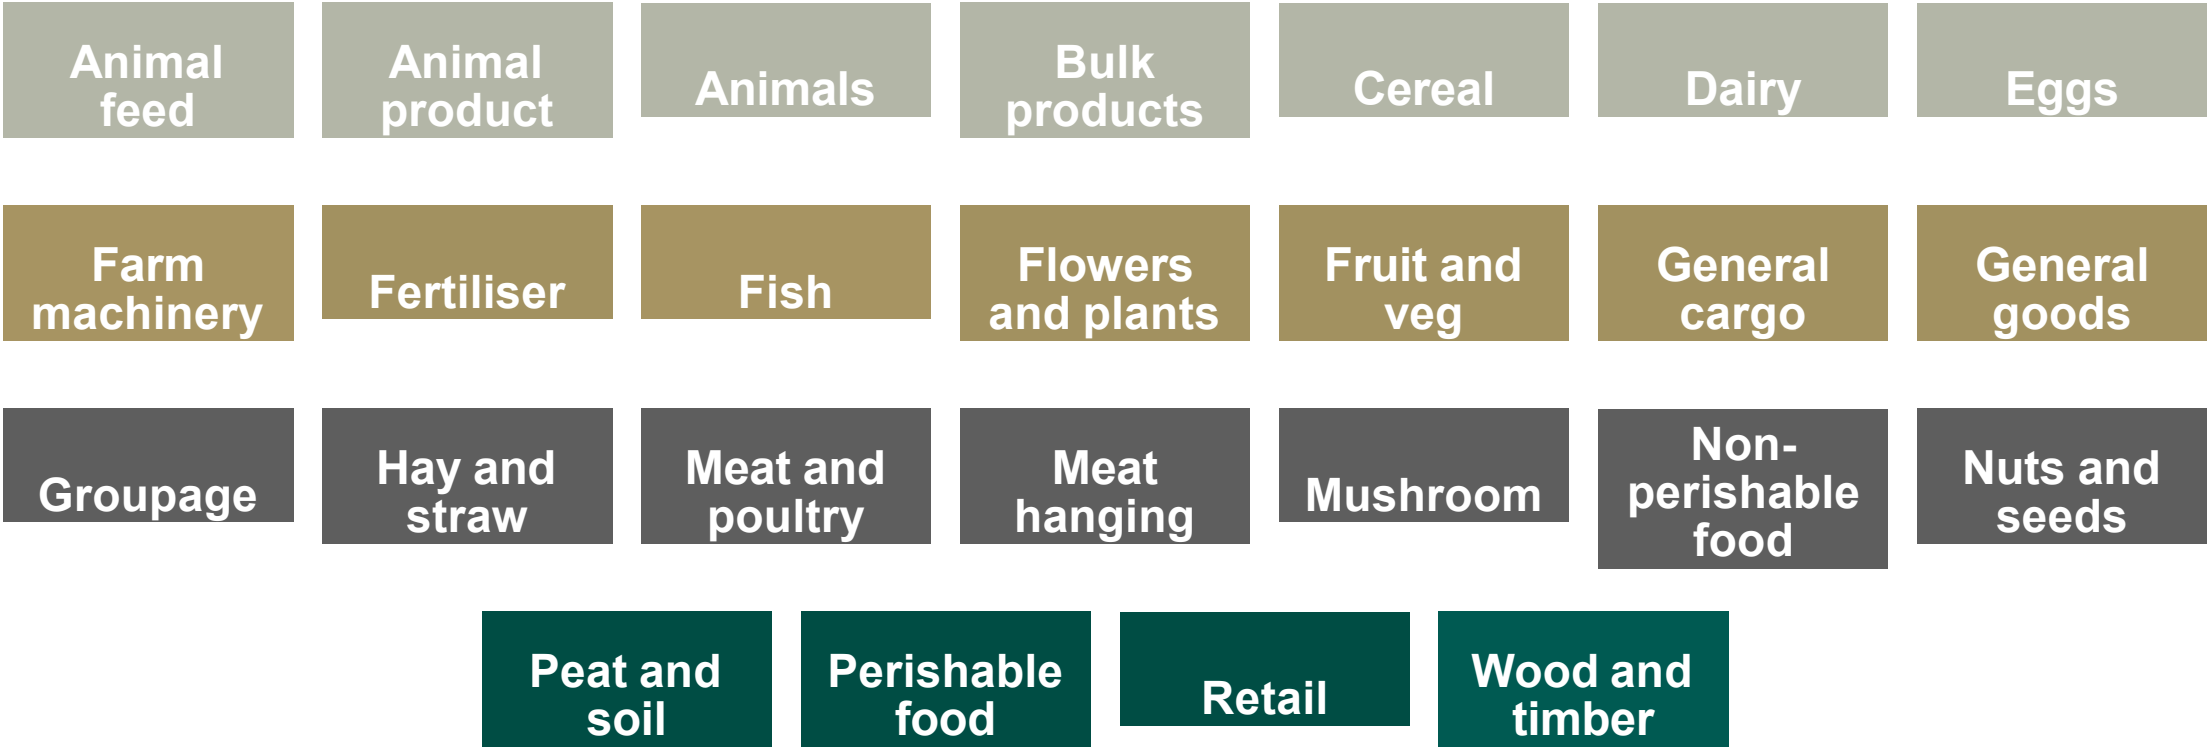 Animal
feed
Animal
product
Animals
Bulk
products
Cereal
Dairy
Eggs
Farm
machinery
Fertiliser
Fish
Flowers
and plants
Fruit and
veg
General
cargo
General
goods
Groupage
Hay and
straw
Meat and
poultry
Meat
hanging
Mushroom
Non-
perishable
food
Nuts and
seeds
Peat and
soil
Perishable
food
Retail
Wood and
timber